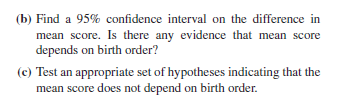 (b) Find a 95% confidence interval on the difference in
mean score. Is there any evidence that mean score
depends on birth order?
(c) Test an appropriate set of hypotheses indicating that the
mean score does not depend on birth order.